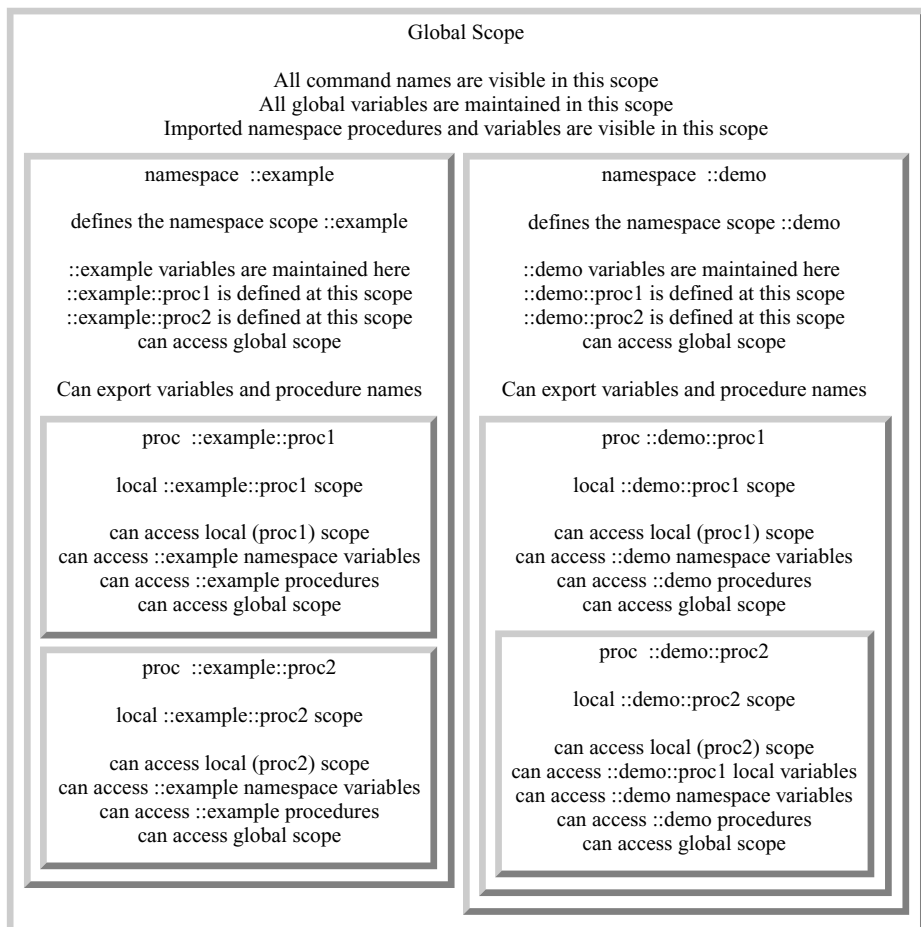 Global Scope
All command names are visible in this scope
All global variables are maintained in this scope
Imported namespace procedures and variables are visible in this scope
namespace ::example
defines the namespace scope ::example
::example variables are maintained here
::example::proc1 is defined at this scope
::example::proc2 is defined at this scope
can access global scope
Can export variables and procedure names
proc ::example::proc1
local ::example::proc1 scope
can access local (proc1) scope
can access ::example namespace variables
can access ::example procedures
can access global scope
proc ::example::proc2
local ::example::proc2 scope
can access local (proc2) scope
can access ::example namespace variables
can access ::example procedures
can access global scope
namespace ::demo
defines the namespace scope ::demo
::demo variables are maintained here
::demo::proc1 is defined at this scope
::demo::proc2 is defined at this scope
can access global scope
Can export variables and procedure names
proc ::demo::proc1
local ::demo::proc1 scope
can access local (proc1) scope
can access ::demo namespace variables
can access ::demo procedures
can access global scope
proc ::demo::proc2
local ::demo::proc2 scope
can access local (proc2) scope
can access ::demo::proc1 local variables
can access ::demo namespace variables
can access ::demo procedures
can access global scope